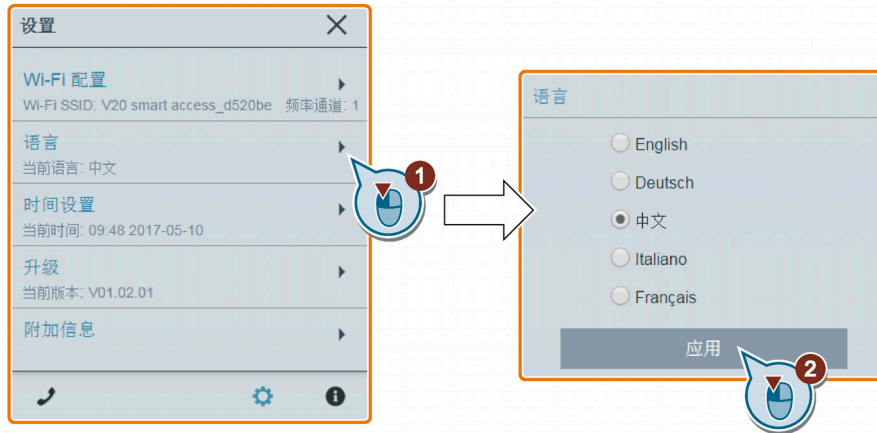 设置
Wi-Fi 配置
Wi-Fi SSID: V20 smart access_d520be 频率通道: 1
语言
当前语言: 中文
时间设置
当前时间: 09:48 2017-05-10
升级
当前版本: V01.02.01
附加信息
1
语言
English
Deutsch
中文
Italiano
Français
应用
2